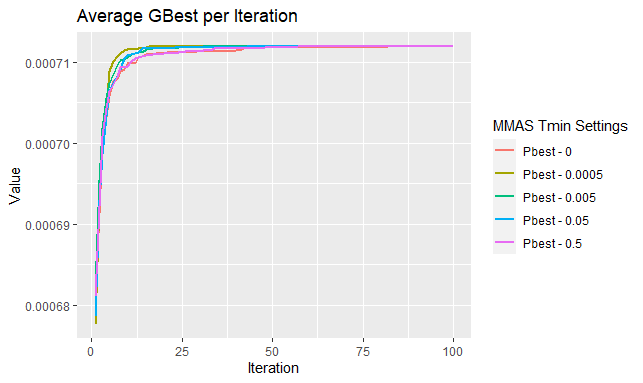 Average GBest per Iteration
Value
0.00071
0.00070
0.00069
0.00068
0
25
50
75
100
Iteration
MMAS Tmin Settings
Pbest - 0
Pbest - 0.0005
Pbest - 0.005
Pbest - 0.05
Pbest - 0.5